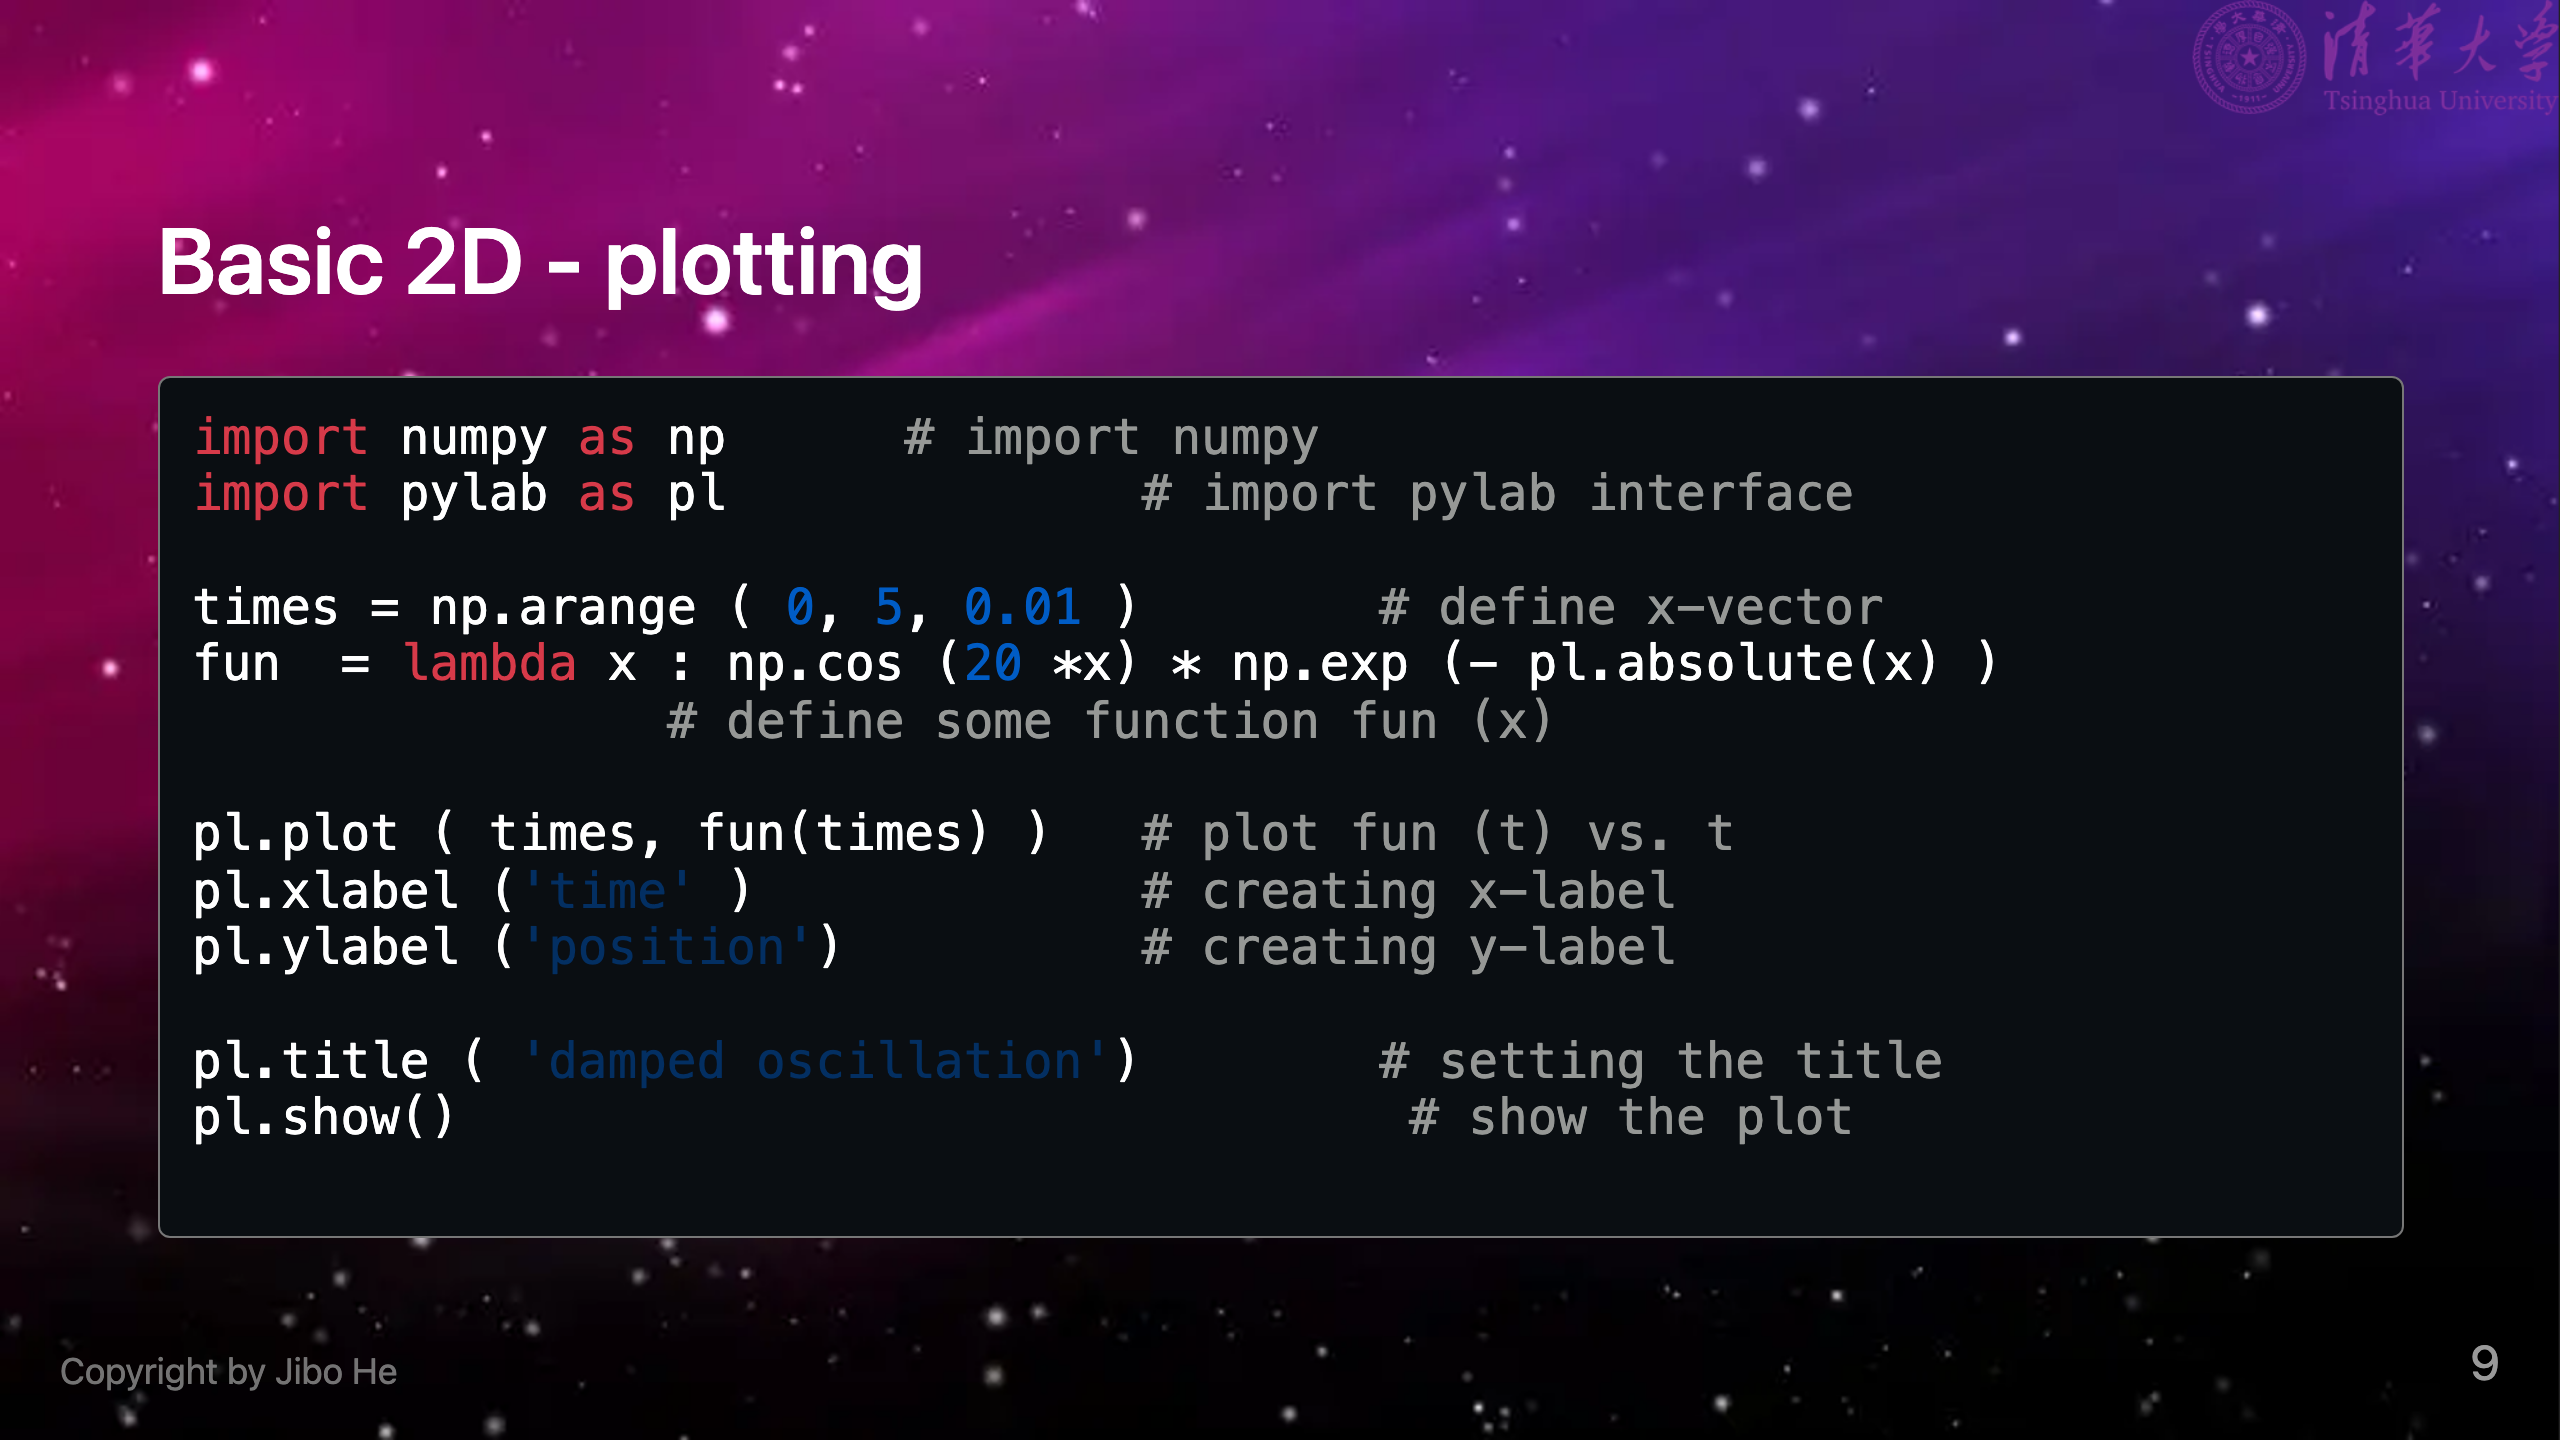 清華大学
Tsinghua University
Basic 2D - plotting
import numpy as np      # import numpy
import pylab as pl              # import pylab interface
times = np.arange ( 0, 5, 0.01 )        # define x-vector
fun  = lambda x : np.cos (20 *x) * np.exp (- pl.absolute(x) )
                # define some function fun (x)
pl.plot ( times, fun(times) )   # plot fun (t) vs. t
pl.xlabel ('time' )             # creating x-label
pl.ylabel ('position')          # creating y-label
pl.title ( 'damped oscillation')        # setting the title
pl.show()                                # show the plot
Copyright by Jibo He
9